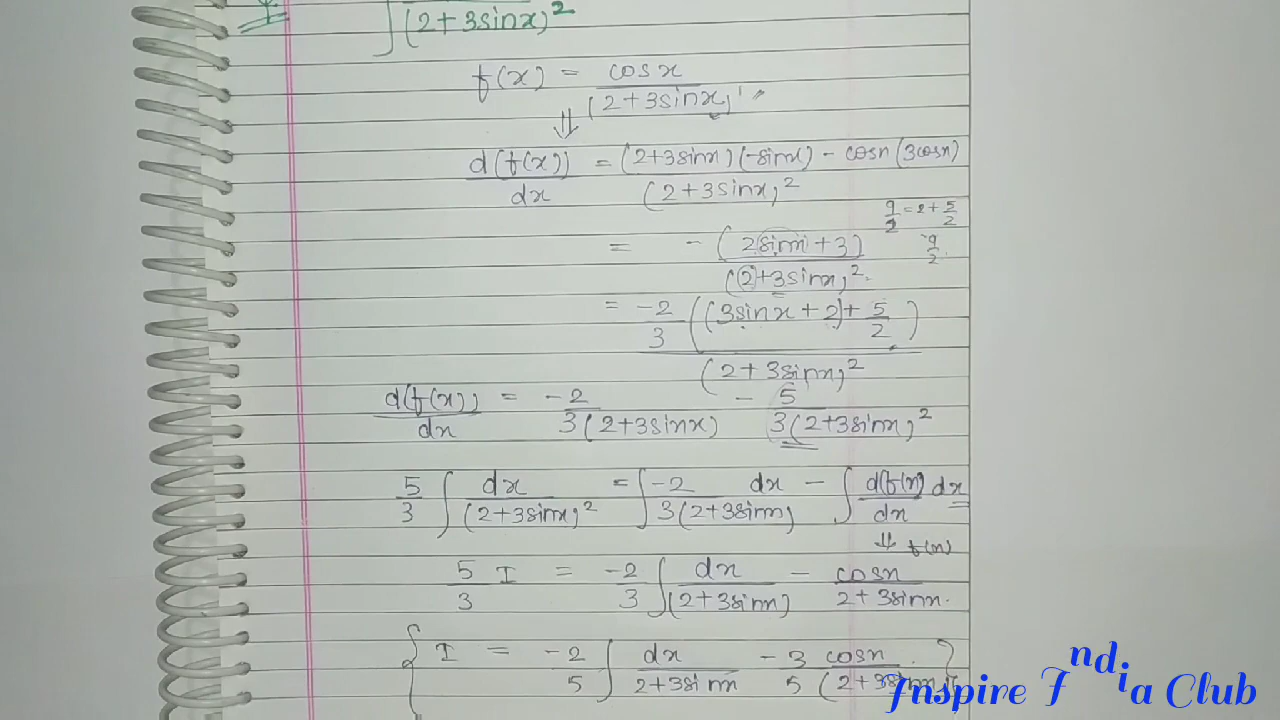 ∫ (2+3sinx)²
f(x) = cosx / (2+3sinx)'
⇓
d(f(x))/dx = (2+3sinx)(-sinx) - cosx(3cosx) / (2+3sinx)²
9/2 = 2+5/2
= -(2sinx+3) / (2+3sinx)²
9/2
= -2/3 ((3sinx+2)+5/2) / (2+3sinx)²
d(f(x))/dx = -2/3(2+3sinx) - 5/3(2+3sinx)²
5/3 ∫ dx/(2+3sinx)² = ∫ -2/3(2+3sinx) dx - ∫ d(f(x))/dx dx
⇓ f(x)
5/3 I = -2/3 ∫ dx/(2+3sinx) - cosx/2+3sinx.
{ I = -2/5 ∫ dx/2+3sinx - 3/5 cosx/(2+3sinx) }
Inspire India Club